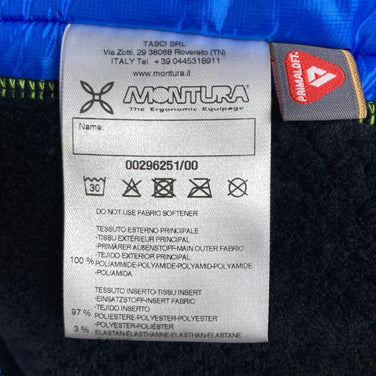 TASCI SRL
Via Zotti, 29 38068 Rovereto (TN)
ITALY Tel. + 39 0445318911
www.montura.it
MONTURA
The Ergonomic Equipage
Name:
00296251/00
30
DO NOT USE FABRIC SOFTENER
TESSUTO ESTERNO PRINCIPALE
-TISSU EXTÉRIEUR PRINCIPAL
-PRIMÄRER AUßENSTOFF-MAIN OUTER FABRIC
-TEJIDO EXTERIOR PRINCIPAL
100 % POLIAMMIDE-POLYAMIDE-POLYAMID-POLYAMIDE
-POLIAMIDA
TESSUTO INSERTO-TISSU INSERT
-EINSATZSTOFF-INSERT FABRIC
-TEJIDO INSERTO
97 % POLIESTERE-POLYESTER-POLYESTER
-POLYESTER-POLIÉSTER
3 % ELASTAN-ÉLASTHANNE-ELASTHAN-ELASTANE
PRIMALOFT